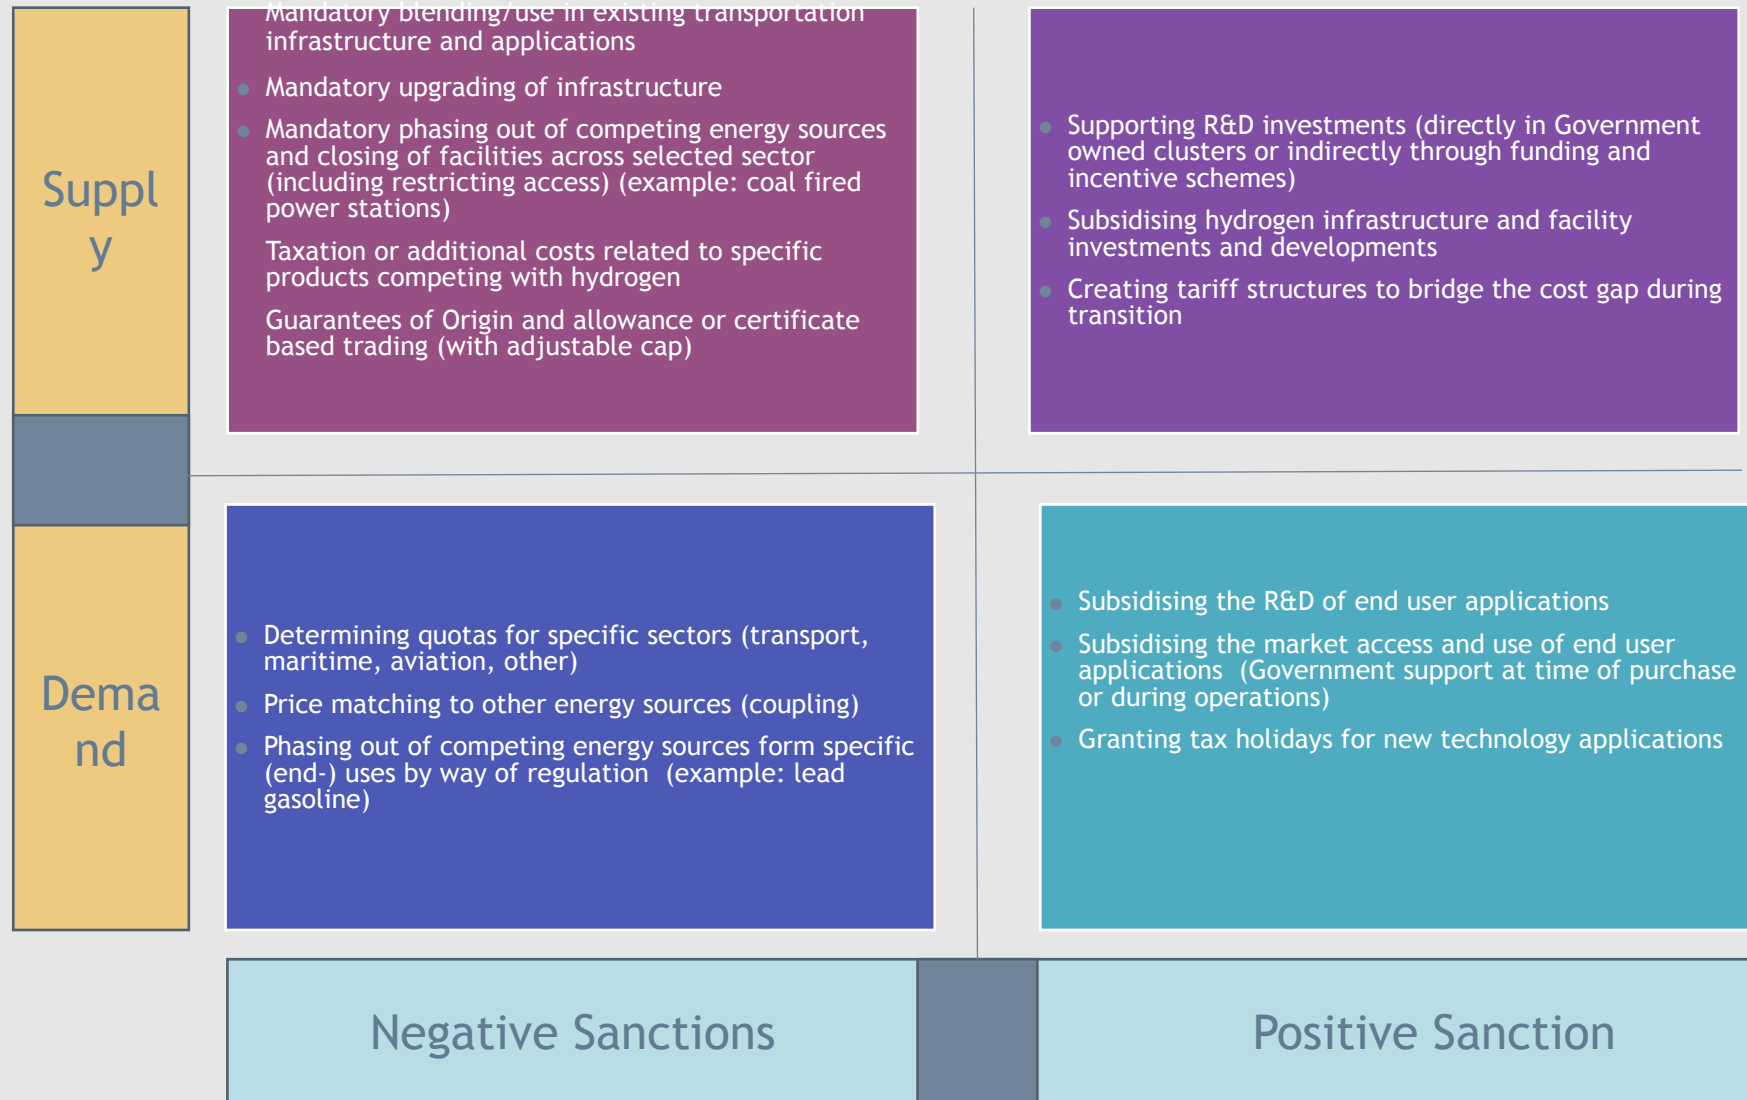 Mandatory blending/use in existing transportation
infrastructure and applications
Mandatory upgrading of infrastructure
Mandatory phasing out of competing energy sources
and closing of facilities across selected sector
(including restricting access) (example: coal fired
power stations)
Taxation or additional costs related to specific
products competing with hydrogen
Guarantees of Origin and allowance or certificate
based trading (with adjustable cap)
Supporting R&D investments (directly in Government
owned clusters or indirectly through funding and
incentive schemes)
Subsidising hydrogen infrastructure and facility
investments and developments
Creating tariff structures to bridge the cost gap during
transition
Suppl
y
Determining quotas for specific sectors (transport,
maritime, aviation, other)
Price matching to other energy sources (coupling)
Phasing out of competing energy sources form specific
(end-) uses by way of regulation (example: lead
gasoline)
Subsidising the R&D of end user applications
Subsidising the market access and use of end user
applications (Government support at time of purchase
or during operations)
Granting tax holidays for new technology applications
Dema
nd
Negative Sanctions
Positive Sanction